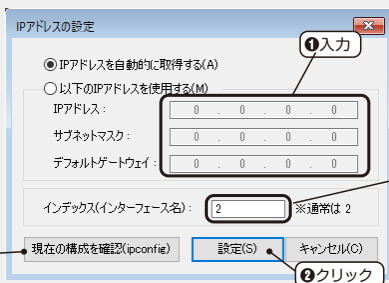 IPアドレスの設定
❶入力
IPアドレスを自動的に取得する(A)
以下のIPアドレスを使用する(M)
IPアドレス: 0 . 0 . 0 . 0
サブネットマスク: 0 . 0 . 0 . 0
デフォルトゲートウェイ: 0 . 0 . 0 . 0
インデックス(インターフェース名): 2 ※通常は 2
現在の構成を確認(ipconfig) 設定(S) キャンセル(C)
❷クリック